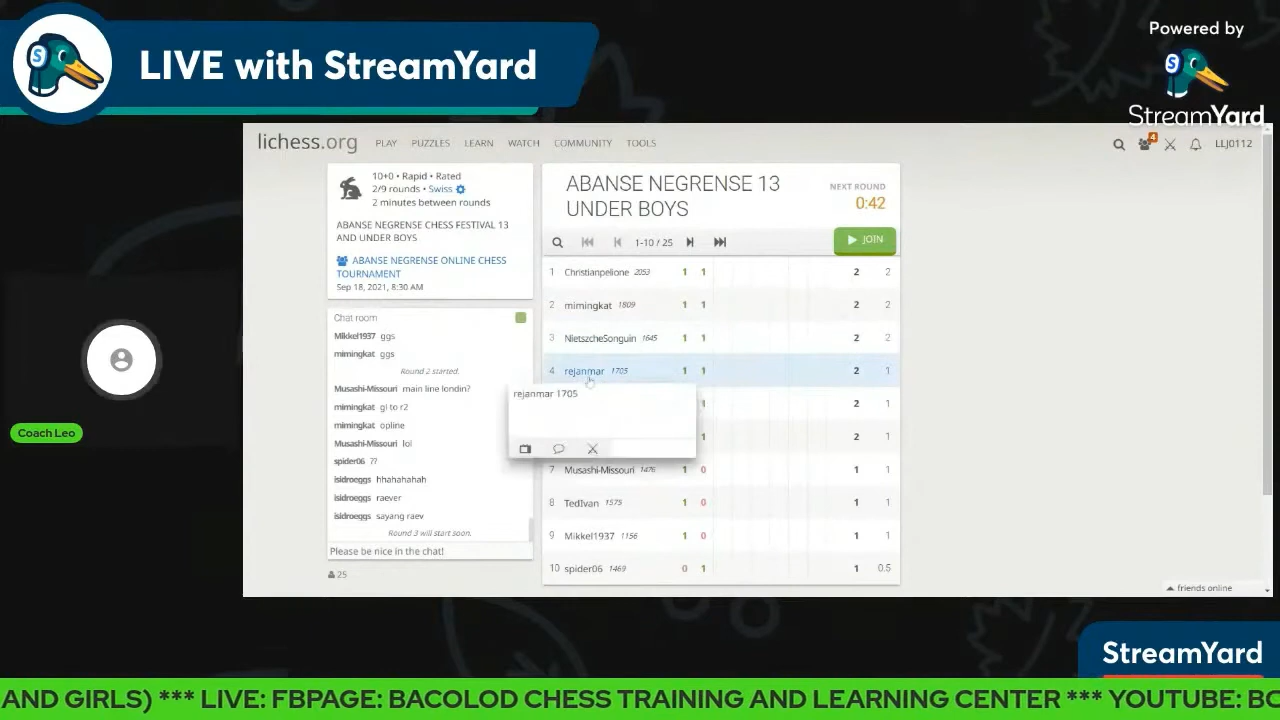 LIVE with StreamYard
Powered by
StreamYard
lichess.org
PLAY PUZZLES LEARN WATCH COMMUNITY TOOLS
4
LLJ0112
10+0 • Rapid • Rated
2/9 rounds • Swiss
2 minutes between rounds
ABANSE NEGRENSE CHESS FESTIVAL 13
AND UNDER BOYS
ABANSE NEGRENSE ONLINE CHESS
TOURNAMENT
Sep 18, 2021, 8:30 AM
Chat room
Mikkel1937 ggs
mimingkat ggs
Round 2 started.
Musashi-Missouri main line londin?
mimingkat gl to r2
mimingkat opline
Musashi-Missouri lol
spider06 ??
isidroeggs hhahahahah
isidroeggs raever
isidroeggs sayang raev
Round 3 will start soon.
Please be nice in the chat!
25
ABANSE NEGRENSE 13
UNDER BOYS
NEXT ROUND
0:42
1-10 / 25
JOIN
1 Christianpelione 2053 1 1 2 2
2 mimingkat 1809 1 1 2 2
3 NietszcheSonguin 1645 1 1 2 2
4 rejanmar 1705 1 1 2 1
rejanmar 1705
1 2 1
1 2 1
7 Musashi-Missouri 1476 1 0 1 1
8 TedIvan 1575 1 0 1 1
9 Mikkel1937 1156 1 0 1 1
10 spider06 1469 0 1 1 0.5
friends online
Coach Leo
StreamYard
AND GIRLS) *** LIVE: FBPAGE: BACOLOD CHESS TRAINING AND LEARNING CENTER *** YOUTUBE: BC